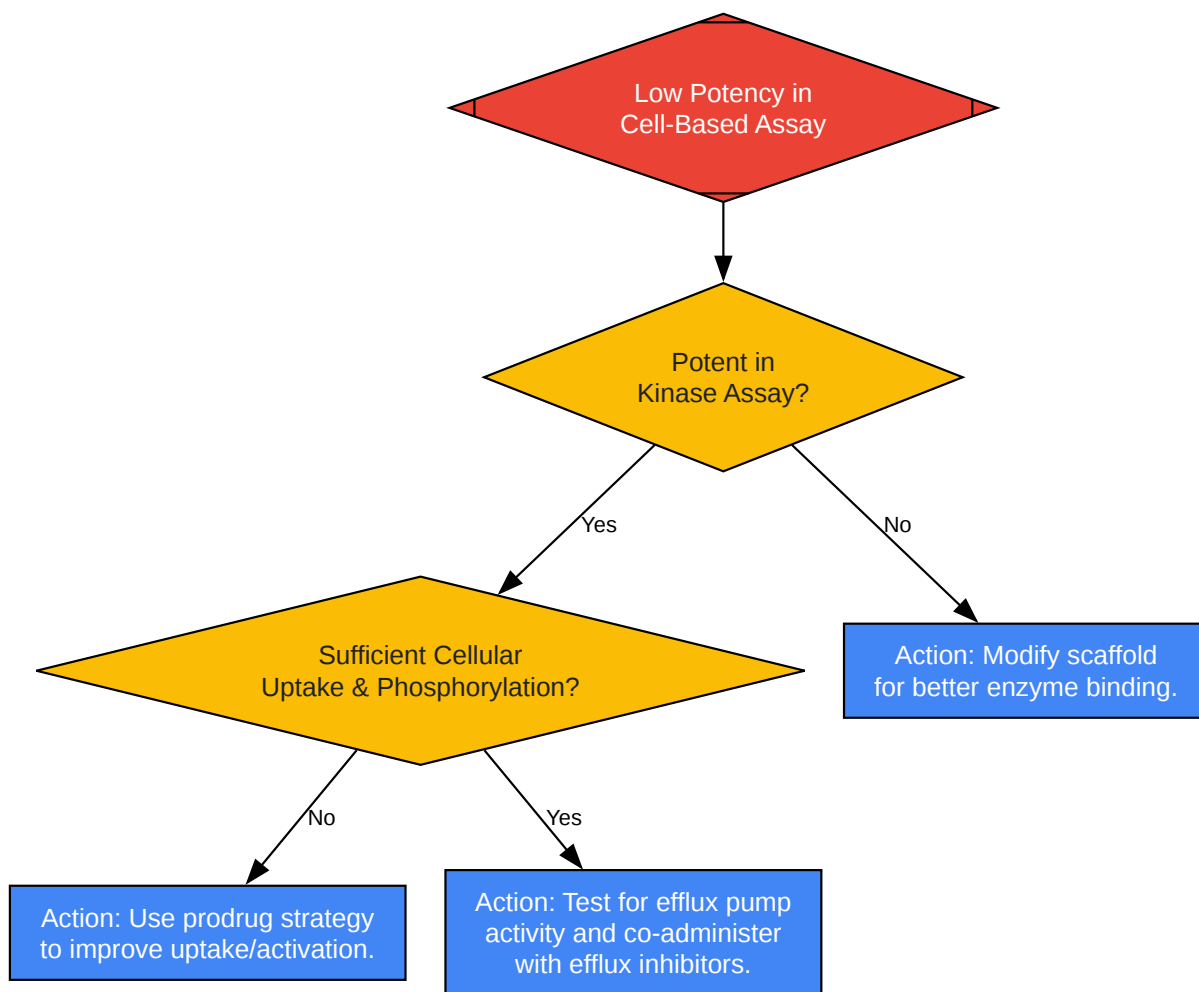 Low Potency in
Cell-Based Assay
Potent in
Kinase Assay?
Yes
No
Sufficient Cellular
Uptake & Phosphorylation?
Action: Modify scaffold
for better enzyme binding.
No
Yes
Action: Use prodrug strategy
to improve uptake/activation.
Action: Test for efflux pump
activity and co-administer
with efflux inhibitors.